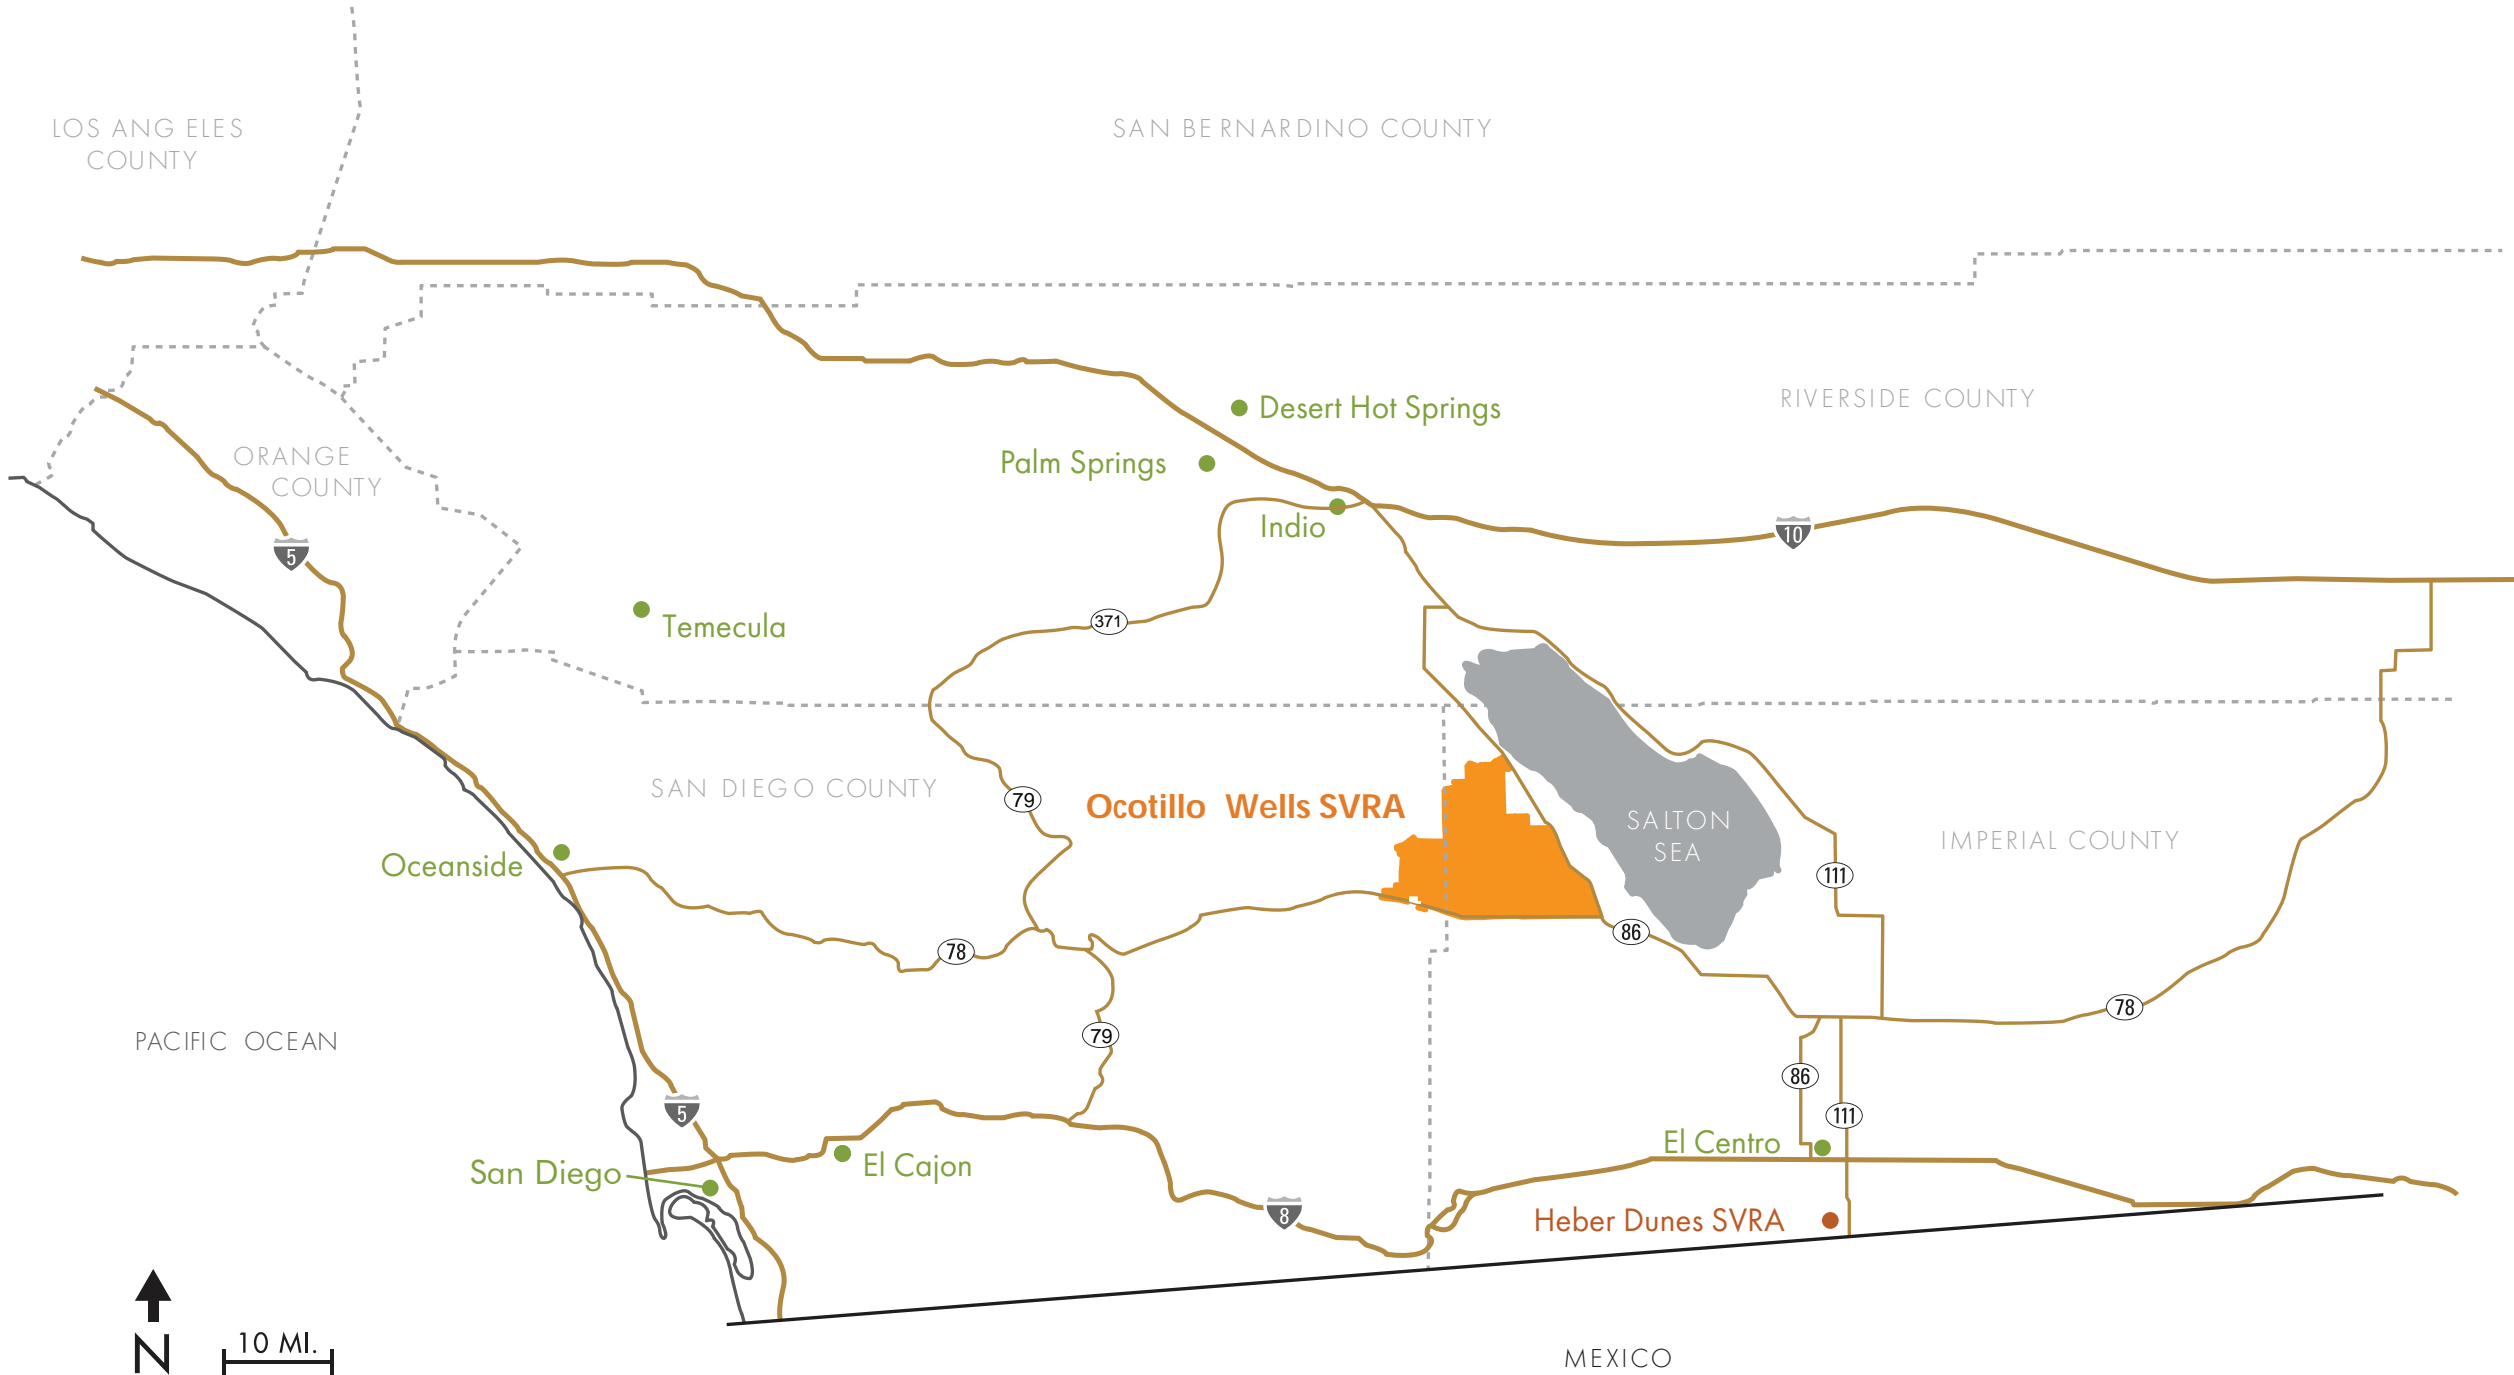 LOS ANG ELES
COUNTY
SAN BERNARDINO COUNTY
Desert Hot Springs
RIVERSIDE COUNTY
Palm Springs
ORANGE
COUNTY
Indio
10
5
371
Temecula
SAN DIEGO COUNTY
79
Ocotillo Wells SVRA
SALTON
SEA
IMPERIAL COUNTY
Oceanside
111
86
78
78
PACIFIC OCEAN
79
86
5
111
El Centro
San Diego
El Cajon
8
Heber Dunes SVRA
N
10 MI.
MEXICO